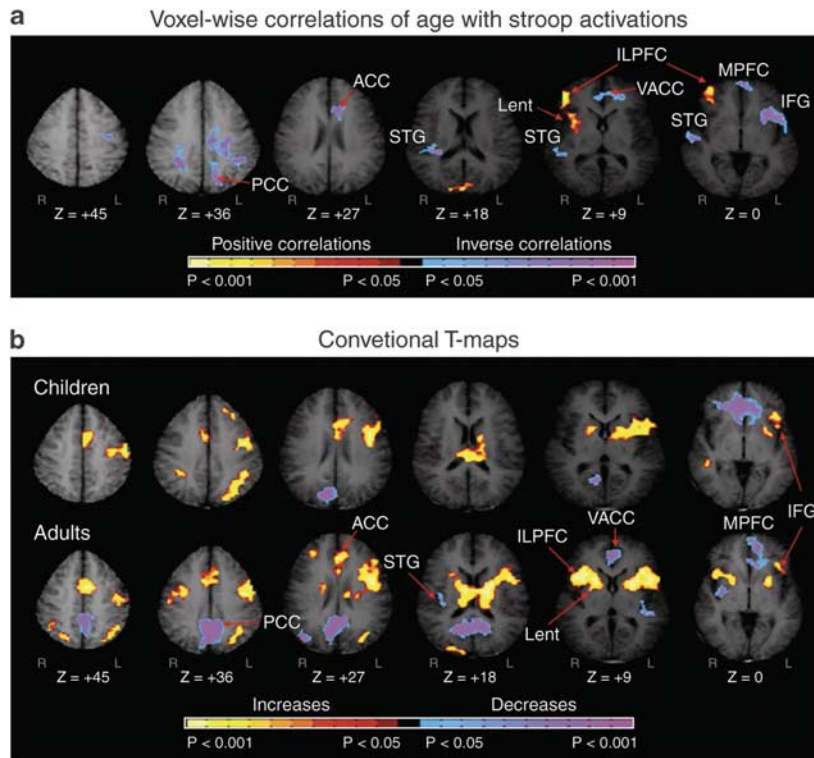 a
Voxel-wise correlations of age with stroop activations
ACC
ILPFC
MPFC
VACC
IFG
Lent
STG
STG
STG
PCC
R L R L R L R L R L R L
Z = +45 Z = +36 Z = +27 Z = +18 Z = +9 Z = 0
Positive correlations Inverse correlations
P < 0.001 P < 0.05 P < 0.05 P < 0.001
b
Convetional T-maps
Children
Adults
ACC
STG
ILPFC
VACC
MPFC
IFG
PCC
Lent
R L R L R L R L R L R L
Z = +45 Z = +36 Z = +27 Z = +18 Z = +9 Z = 0
Increases Decreases
P < 0.001 P < 0.05 P < 0.05 P < 0.001